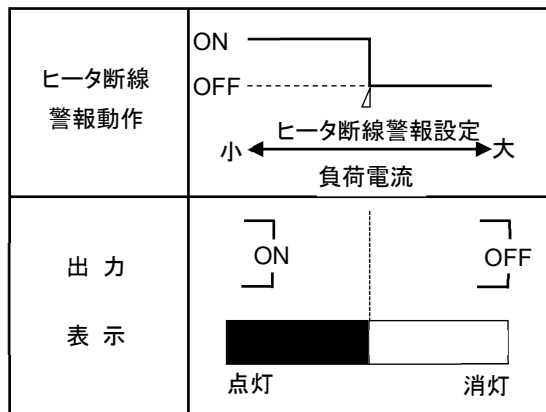 ヒータ断線
警報動作
ON
OFF
ヒータ断線警報設定
小 大
負荷電流
出 力
ON OFF
表 示
点灯 消灯